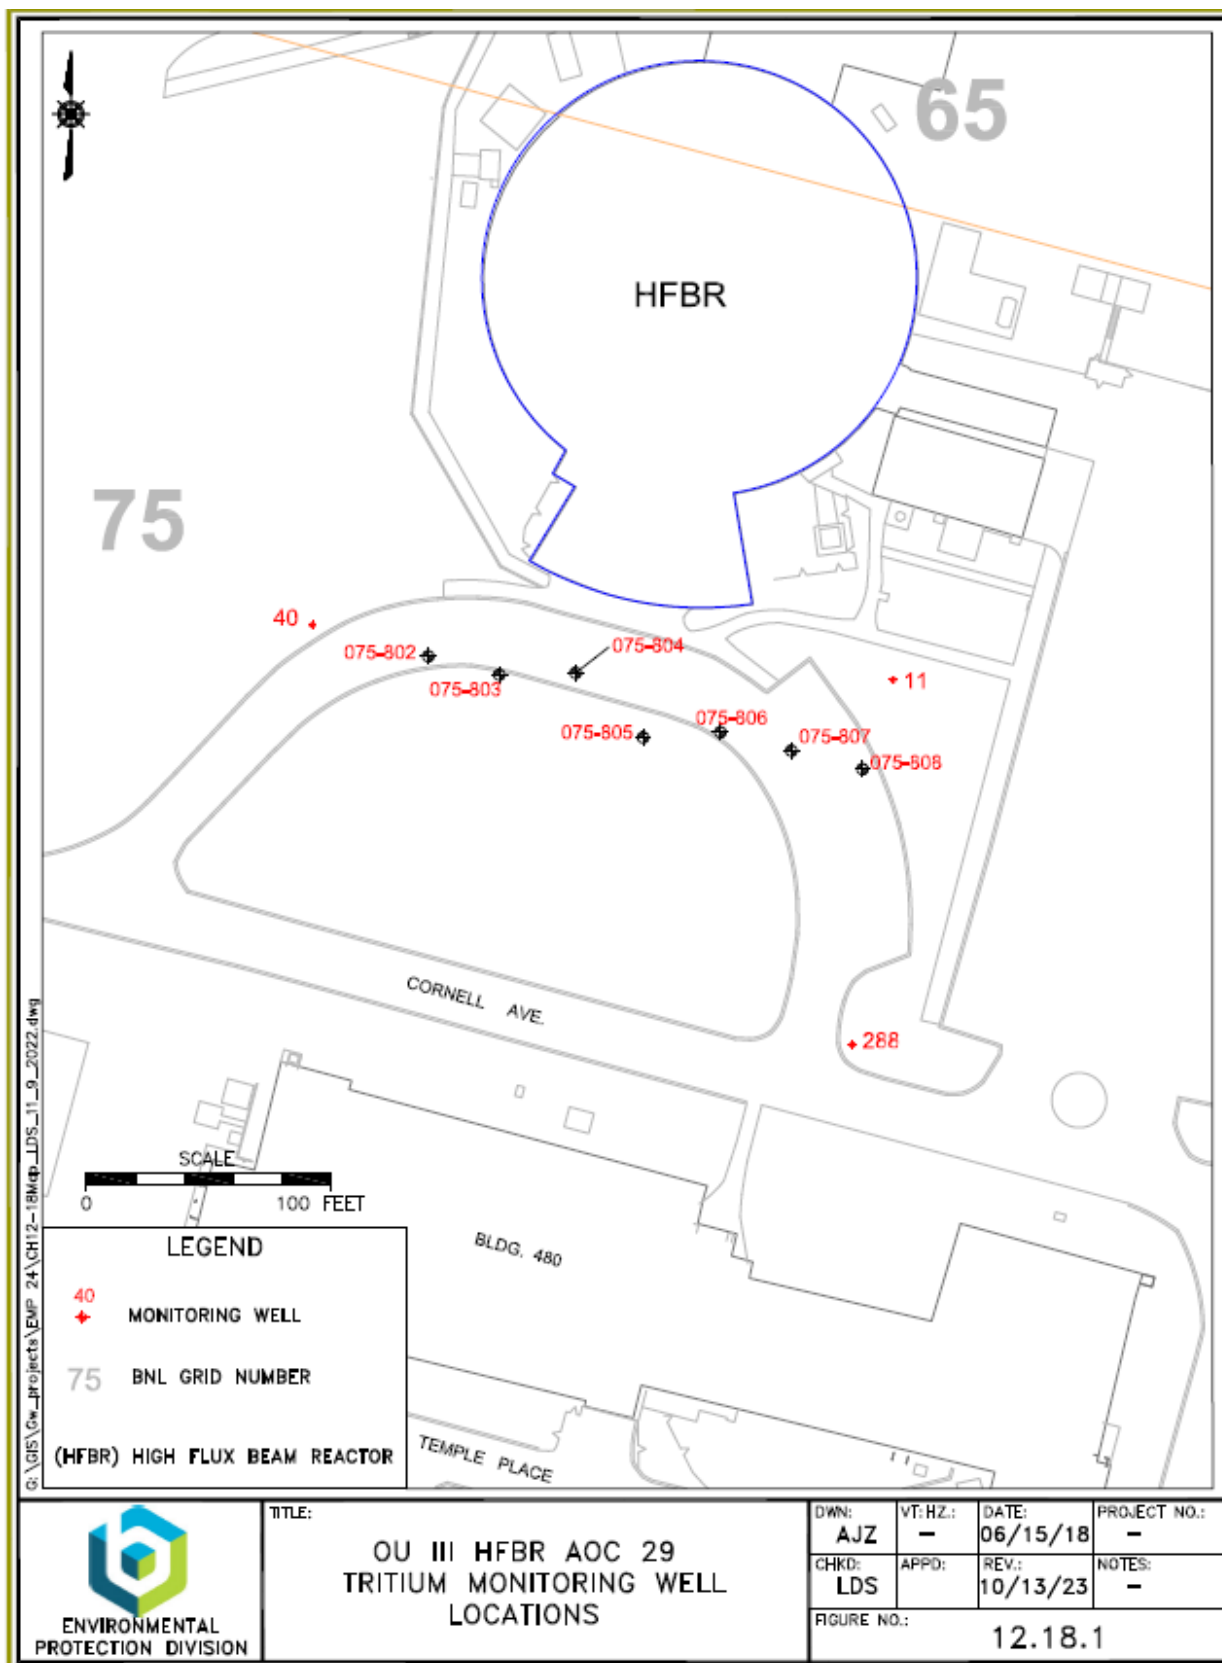 65
HFBR
75
40
075-802
075-804
075-803
11
075-806
075-805
075-807
075-808
CORNELL AVE.
288
SCALE
0 100 FEET
BLDG. 480
LEGEND
40
MONITORING WELL
75 BNL GRID NUMBER
(HFBR) HIGH FLUX BEAM REACTOR
TEMPLE PLACE
G:\GIS\Gw_projects\EMP 24\CH12-18Map_LDS_11_9_2022.dwg
ENVIRONMENTAL
PROTECTION DIVISION
TITLE:
OU III HFBR AOC 29
TRITIUM MONITORING WELL
LOCATIONS
DWN: VT.:HZ.: DATE: PROJECT NO.:
AJZ – 06/15/18 –
CHKD: APPD: REV.: NOTES:
LDS 10/13/23 –
FIGURE NO.:
12.18.1